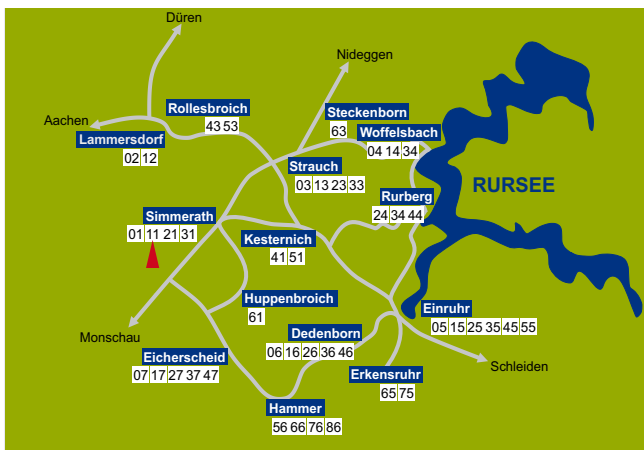 Düren
Nideggen
Aachen
Rollesbroich
43 53
Steckenborn
63
Lammersdorf
02 12
Woffelsbach
04 14 34
Strauch
03 13 23 33
RURSEE
Rurberg
24 34 44
Simmerath
01 11 21 31
Kesternich
41 51
Huppenbroich
61
Einruhr
05 15 25 35 45 55
Monschau
Dedenborn
06 16 26 36 46
Eicherscheid
07 17 27 37 47
Schleiden
Erkensruhr
65 75
Hammer
56 66 76 86